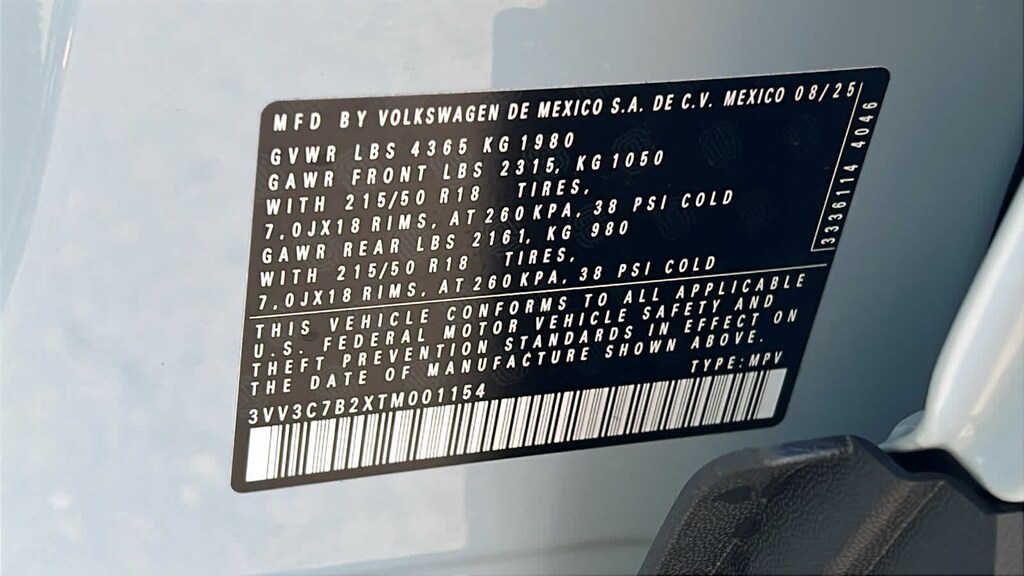 MFD BY VOLKSWAGEN DE MEXICO S.A. DE C.V. MEXICO 08/25
GVWR LBS 4365 KG 1980
GAWR FRONT LBS 2315, KG 1050
WITH 215/50 R18 TIRES,
7,0JX18 RIMS, AT 260 KPA, 38 PSI COLD
GAWR REAR LBS 2161, KG 980
WITH 215/50 R18 TIRES,
7,0JX18 RIMS, AT 260 KPA, 38 PSI COLD
3336114 4046
THIS VEHICLE CONFORMS TO ALL APPLICABLE
U.S. FEDERAL MOTOR VEHICLE SAFETY AND
THEFT PREVENTION STANDARDS IN EFFECT ON
THE DATE OF MANUFACTURE SHOWN ABOVE.
3VV3C7B2XTM001154 TYPE:MPV